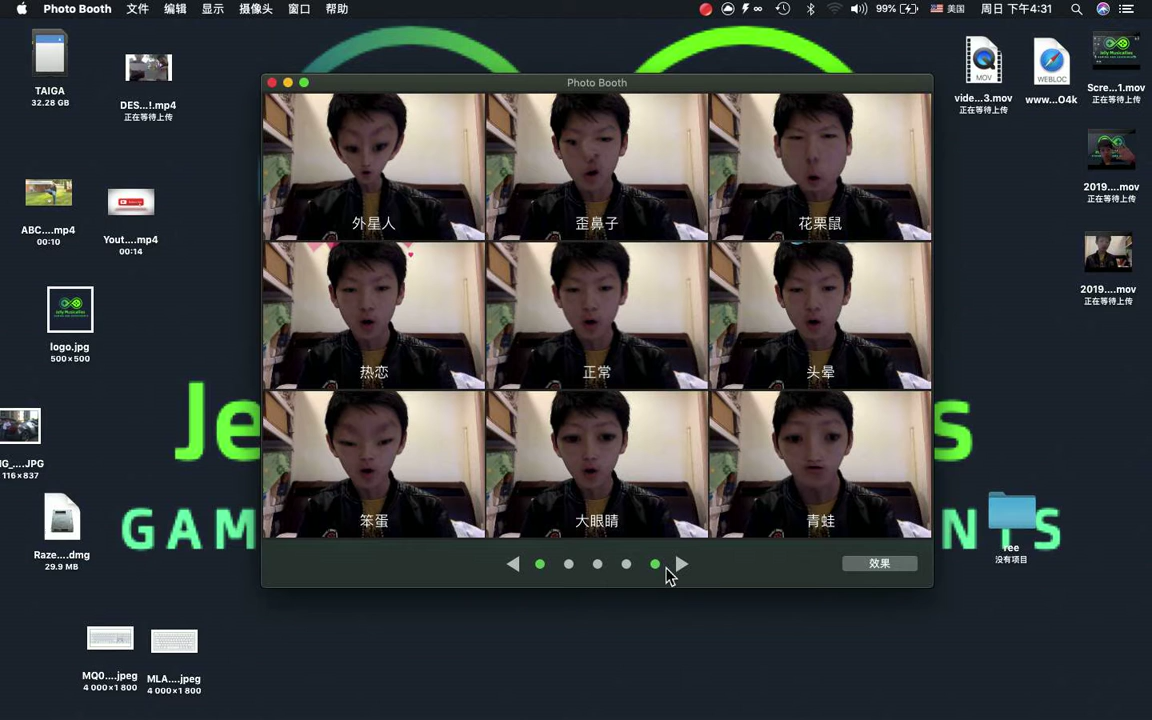 Photo Booth 文件 编辑 显示 摄像头 窗口 帮助
99% 美国 周日 下午4:31
Photo Booth
TAIGA
32.28 GB
DES...!.mp4
正在等待上传
vide...3.mov
正在等待上传
www...O4k
MOV
WEBLOC
Scre...1.mov
正在等待上传
2019....mov
正在等待上传
2019....mov
正在等待上传
ABC....mp4
00:10
Yout....mp4
00:14
logo.jpg
500×500
外星人
歪鼻子
花栗鼠
热恋
正常
头晕
笨蛋
大眼睛
青蛙
效果
Je
s
GAM
NTS
NG_....JPG
116×837
Raze....dmg
29.9 MB
没有项目
MQ0....jpeg
4 000×1 800
MLA....jpeg
4 000×1 800